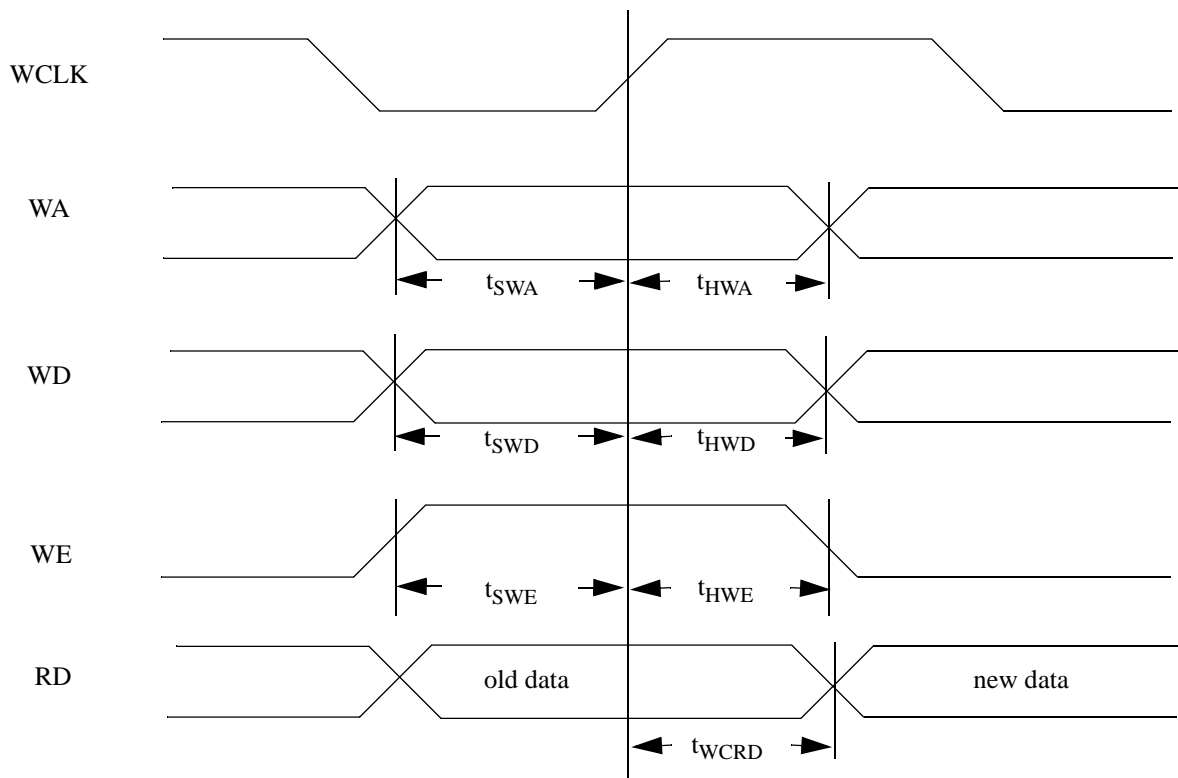 WCLK
WA
tSWA tHWA
WD
tSWD tHWD
WE
tSWE tHWE
RD old data new data
tWCRD